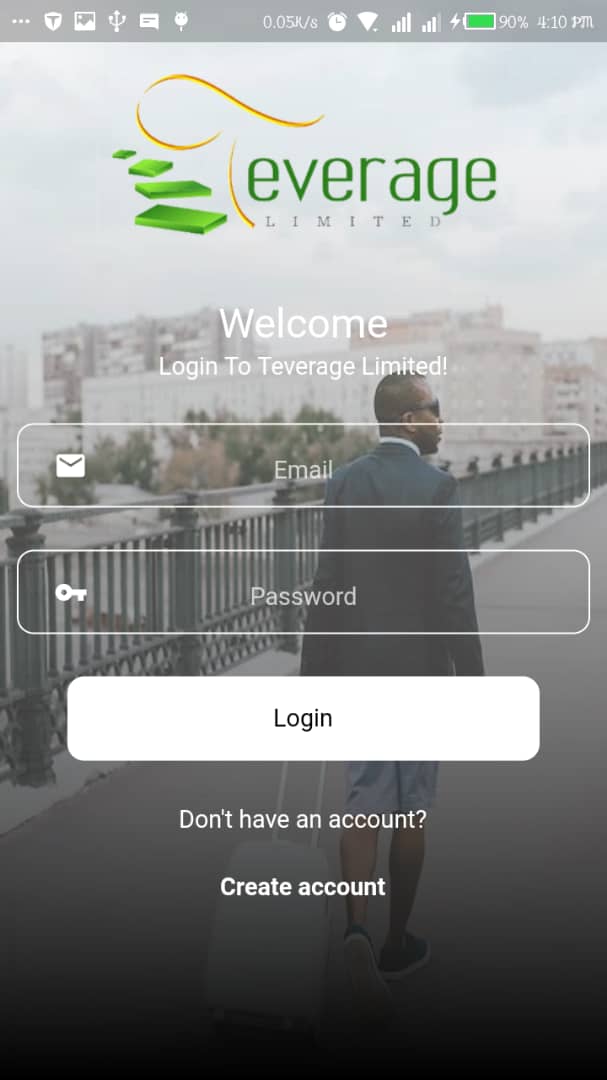 0.05K/s 90% 4:10 PM
Teverage
LIMITED
Welcome
Login To Teverage Limited!
Email
Password
Login
Don't have an account?
Create account